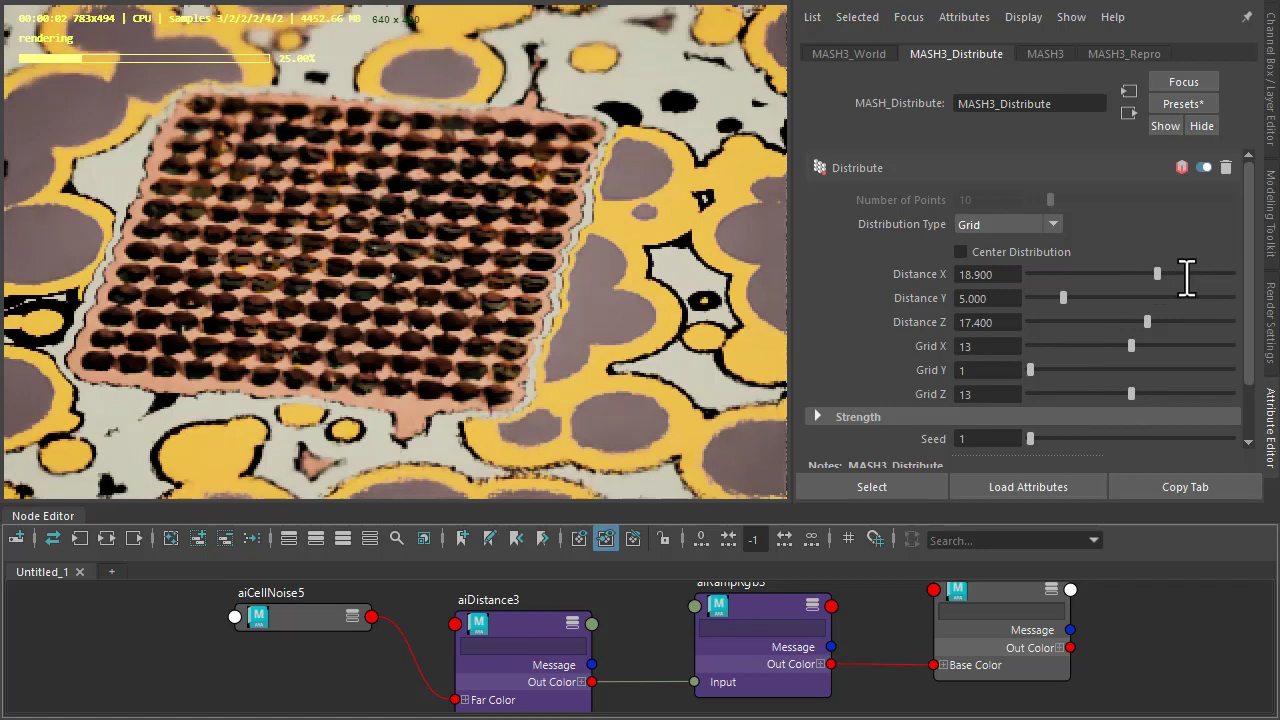 00:00:02 783x494 | CPU | samples 3/2/2/2/4/2 | 4452.66 MB
rendering
25.00%
List Selected Focus Attributes Display Show Help
MASH3_World MASH3_Distribute MASH3 MASH3_Repro
MASH_Distribute: MASH3_Distribute
Focus
Presets*
Show Hide
Distribute
Number of Points 10
Distribution Type Grid
Center Distribution
Distance X 18.900
Distance Y 5.000
Distance Z 17.400
Grid X 13
Grid Y 1
Grid Z 13
Strength
Seed 1
Notes: MASH3_Distribute
Select Load Attributes Copy Tab
Channel Box / Layer Editor
Modeling Toolkit
Render Settings
Attribute Editor
Node Editor
-1
Search...
Untitled_1
+
aiCellNoise5
M
aiDistance3
M
Message
Out Color
Far Color
aiRampRgb3
M
Message
Out Color
Input
M
Message
Out Color
Base Color